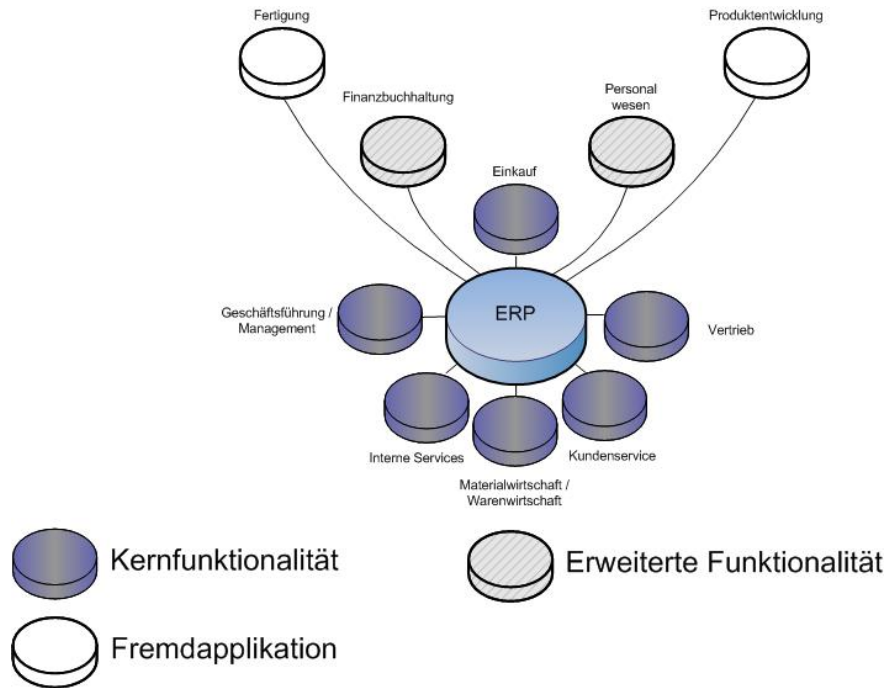 Fertigung
Produktentwicklung
Finanzbuchhaltung
Personal
wesen
Einkauf
Geschäftsführung /
Management
ERP
Vertrieb
Interne Services
Kundenservice
Materialwirtschaft /
Warenwirtschaft
Kernfunktionalität
Erweiterte Funktionalität
Fremdapplikation